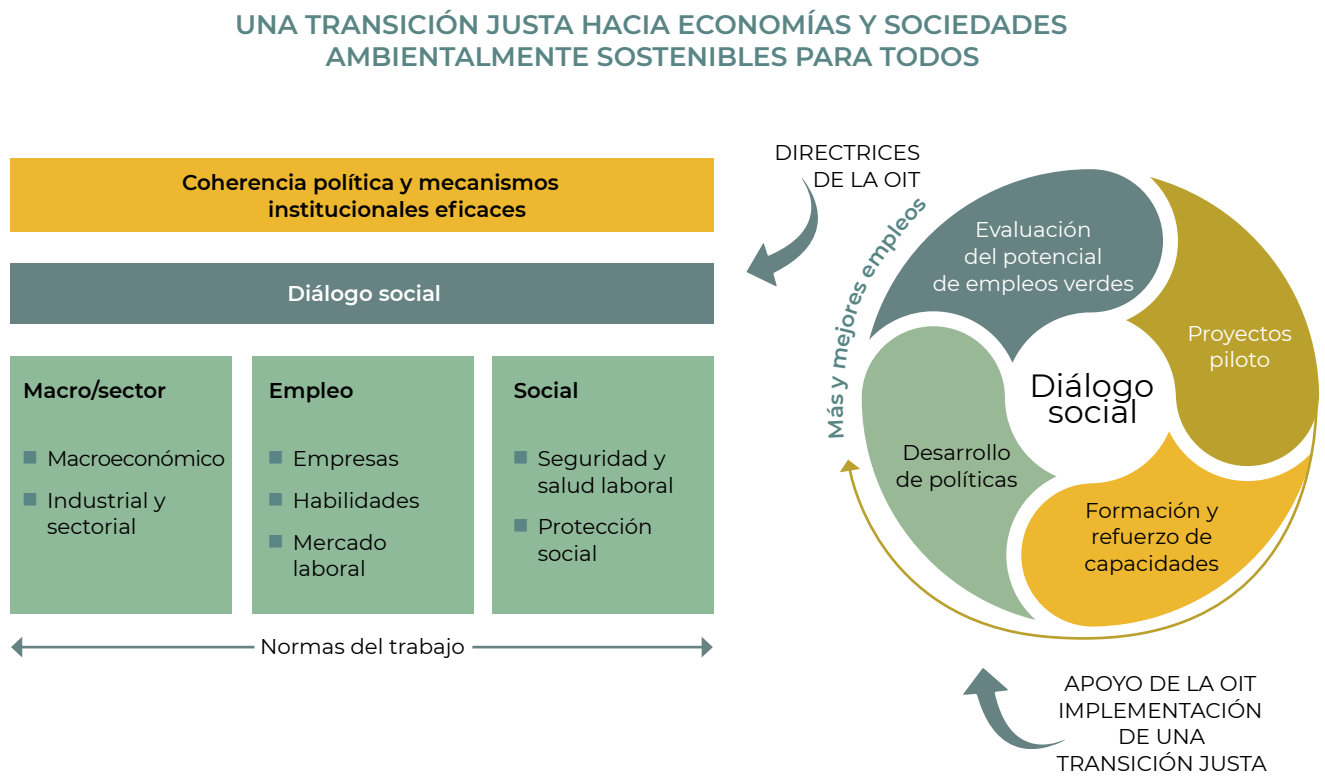 UNA TRANSICIÓN JUSTA HACIA ECONOMÍAS Y SOCIEDADES
AMBIENTALMENTE SOSTENIBLES PARA TODOS
Coherencia política y mecanismos
institucionales eficaces
Diálogo social
Macro/sector
Macroeconómico
Industrial y
sectorial
Empleo
Empresas
Habilidades
Mercado
laboral
Social
Seguridad y
salud laboral
Protección
social
Normas del trabajo
DIRECTRICES
DE LA OIT
Más y mejores empleos
Evaluación
del potencial
de empleos verdes
Proyectos
piloto
Formación y
refuerzo de
capacidades
Desarrollo
de políticas
Diálogo
social
APOYO DE LA OIT
IMPLEMENTACIÓN
DE UNA
TRANSICIÓN JUSTA